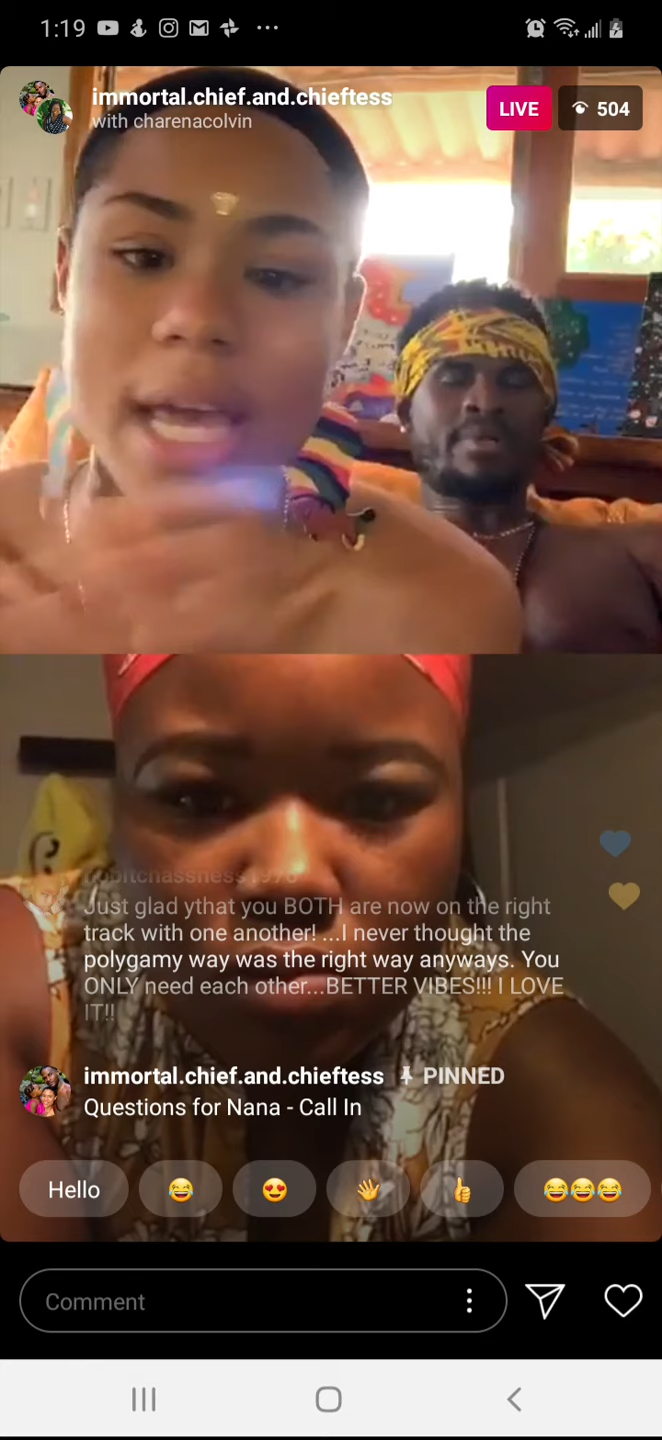 1:19
immortal.chief.and.chieftess
LIVE
504
with charenacolvin
Just glad ythat you BOTH are now on the right
track with one another! ...I never thought the
polygamy way was the right way anyways. You
ONLY need each other...BETTER VIBES!!! I LOVE
IT!!
immortal.chief.and.chieftess PINNED
Questions for Nana - Call In
Hello
Comment